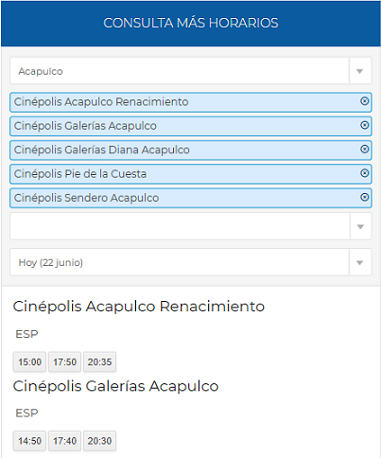 CONSULTA MÁS HORARIOS
Acapulco
Cinépolis Acapulco Renacimiento
Cinépolis Galerías Acapulco
Cinépolis Galerías Diana Acapulco
Cinépolis Pie de la Cuesta
Cinépolis Sendero Acapulco
Hoy (22 junio)
Cinépolis Acapulco Renacimiento
ESP
15:00 17:50 20:35
Cinépolis Galerías Acapulco
ESP
14:50 17:40 20:30